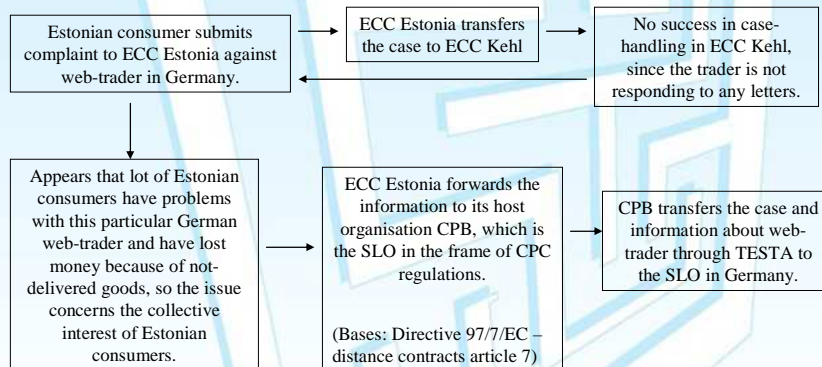 Estonian consumer submits
complaint to ECC Estonia against
web-trader in Germany.
ECC Estonia transfers
the case to ECC Kehl
No success in case-
handling in ECC Kehl,
since the trader is not
responding to any letters.
Appears that lot of Estonian
consumers have problems
with this particular German
web-trader and have lost
money because of not-
delivered goods, so the issue
concerns the collective
interest of Estonian
consumers.
ECC Estonia forwards the
information to its host
organisation CPB, which is
the SLO in the frame of CPC
regulations.
(Bases: Directive 97/7/EC –
distance contracts article 7)
CPB transfers the case and
information about web-
trader through TESTA to
the SLO in Germany.